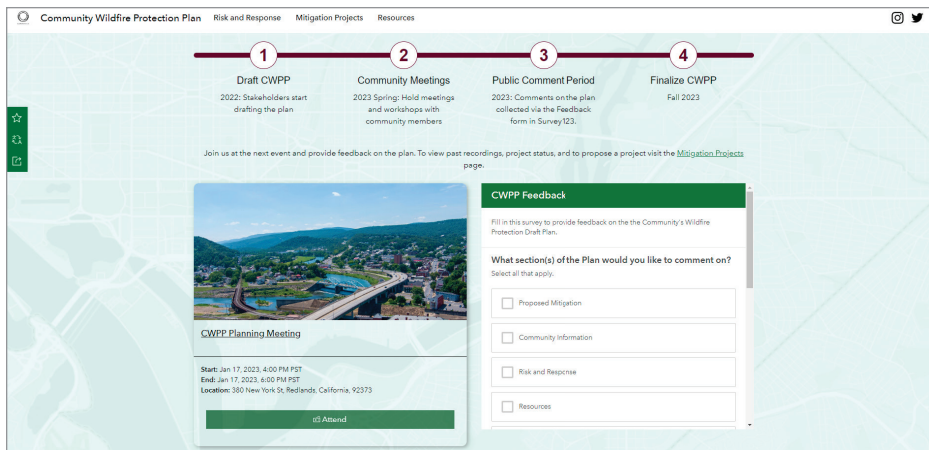 Community Wildfire Protection Plan Risk and Response Mitigation Projects Resources
1 2 3 4
Draft CWPP
2022: Stakeholders start
drafting the plan
Community Meetings
2023 Spring: Hold meetings
and workshops with
community members
Public Comment Period
2023: Comments on the plan
collected via the Feedback
form in Survey123.
Finalize CWPP
Fall 2023
Join us at the next event and provide feedback on the plan. To view past recordings, project status, and to propose a project visit the Mitigation Projects
page.
CWPP Planning Meeting
Start: Jan 17, 2023, 4:00 PM PST
End: Jan 17, 2023, 6:00 PM PST
Location: 380 New York St, Redlands, California, 92373
Attend
CWPP Feedback
Fill in this survey to provide feedback on the the Community's Wildfire
Protection Draft Plan.
What section(s) of the Plan would you like to comment on?
Select all that apply.
Proposed Mitigation
Community Information
Risk and Response
Resources